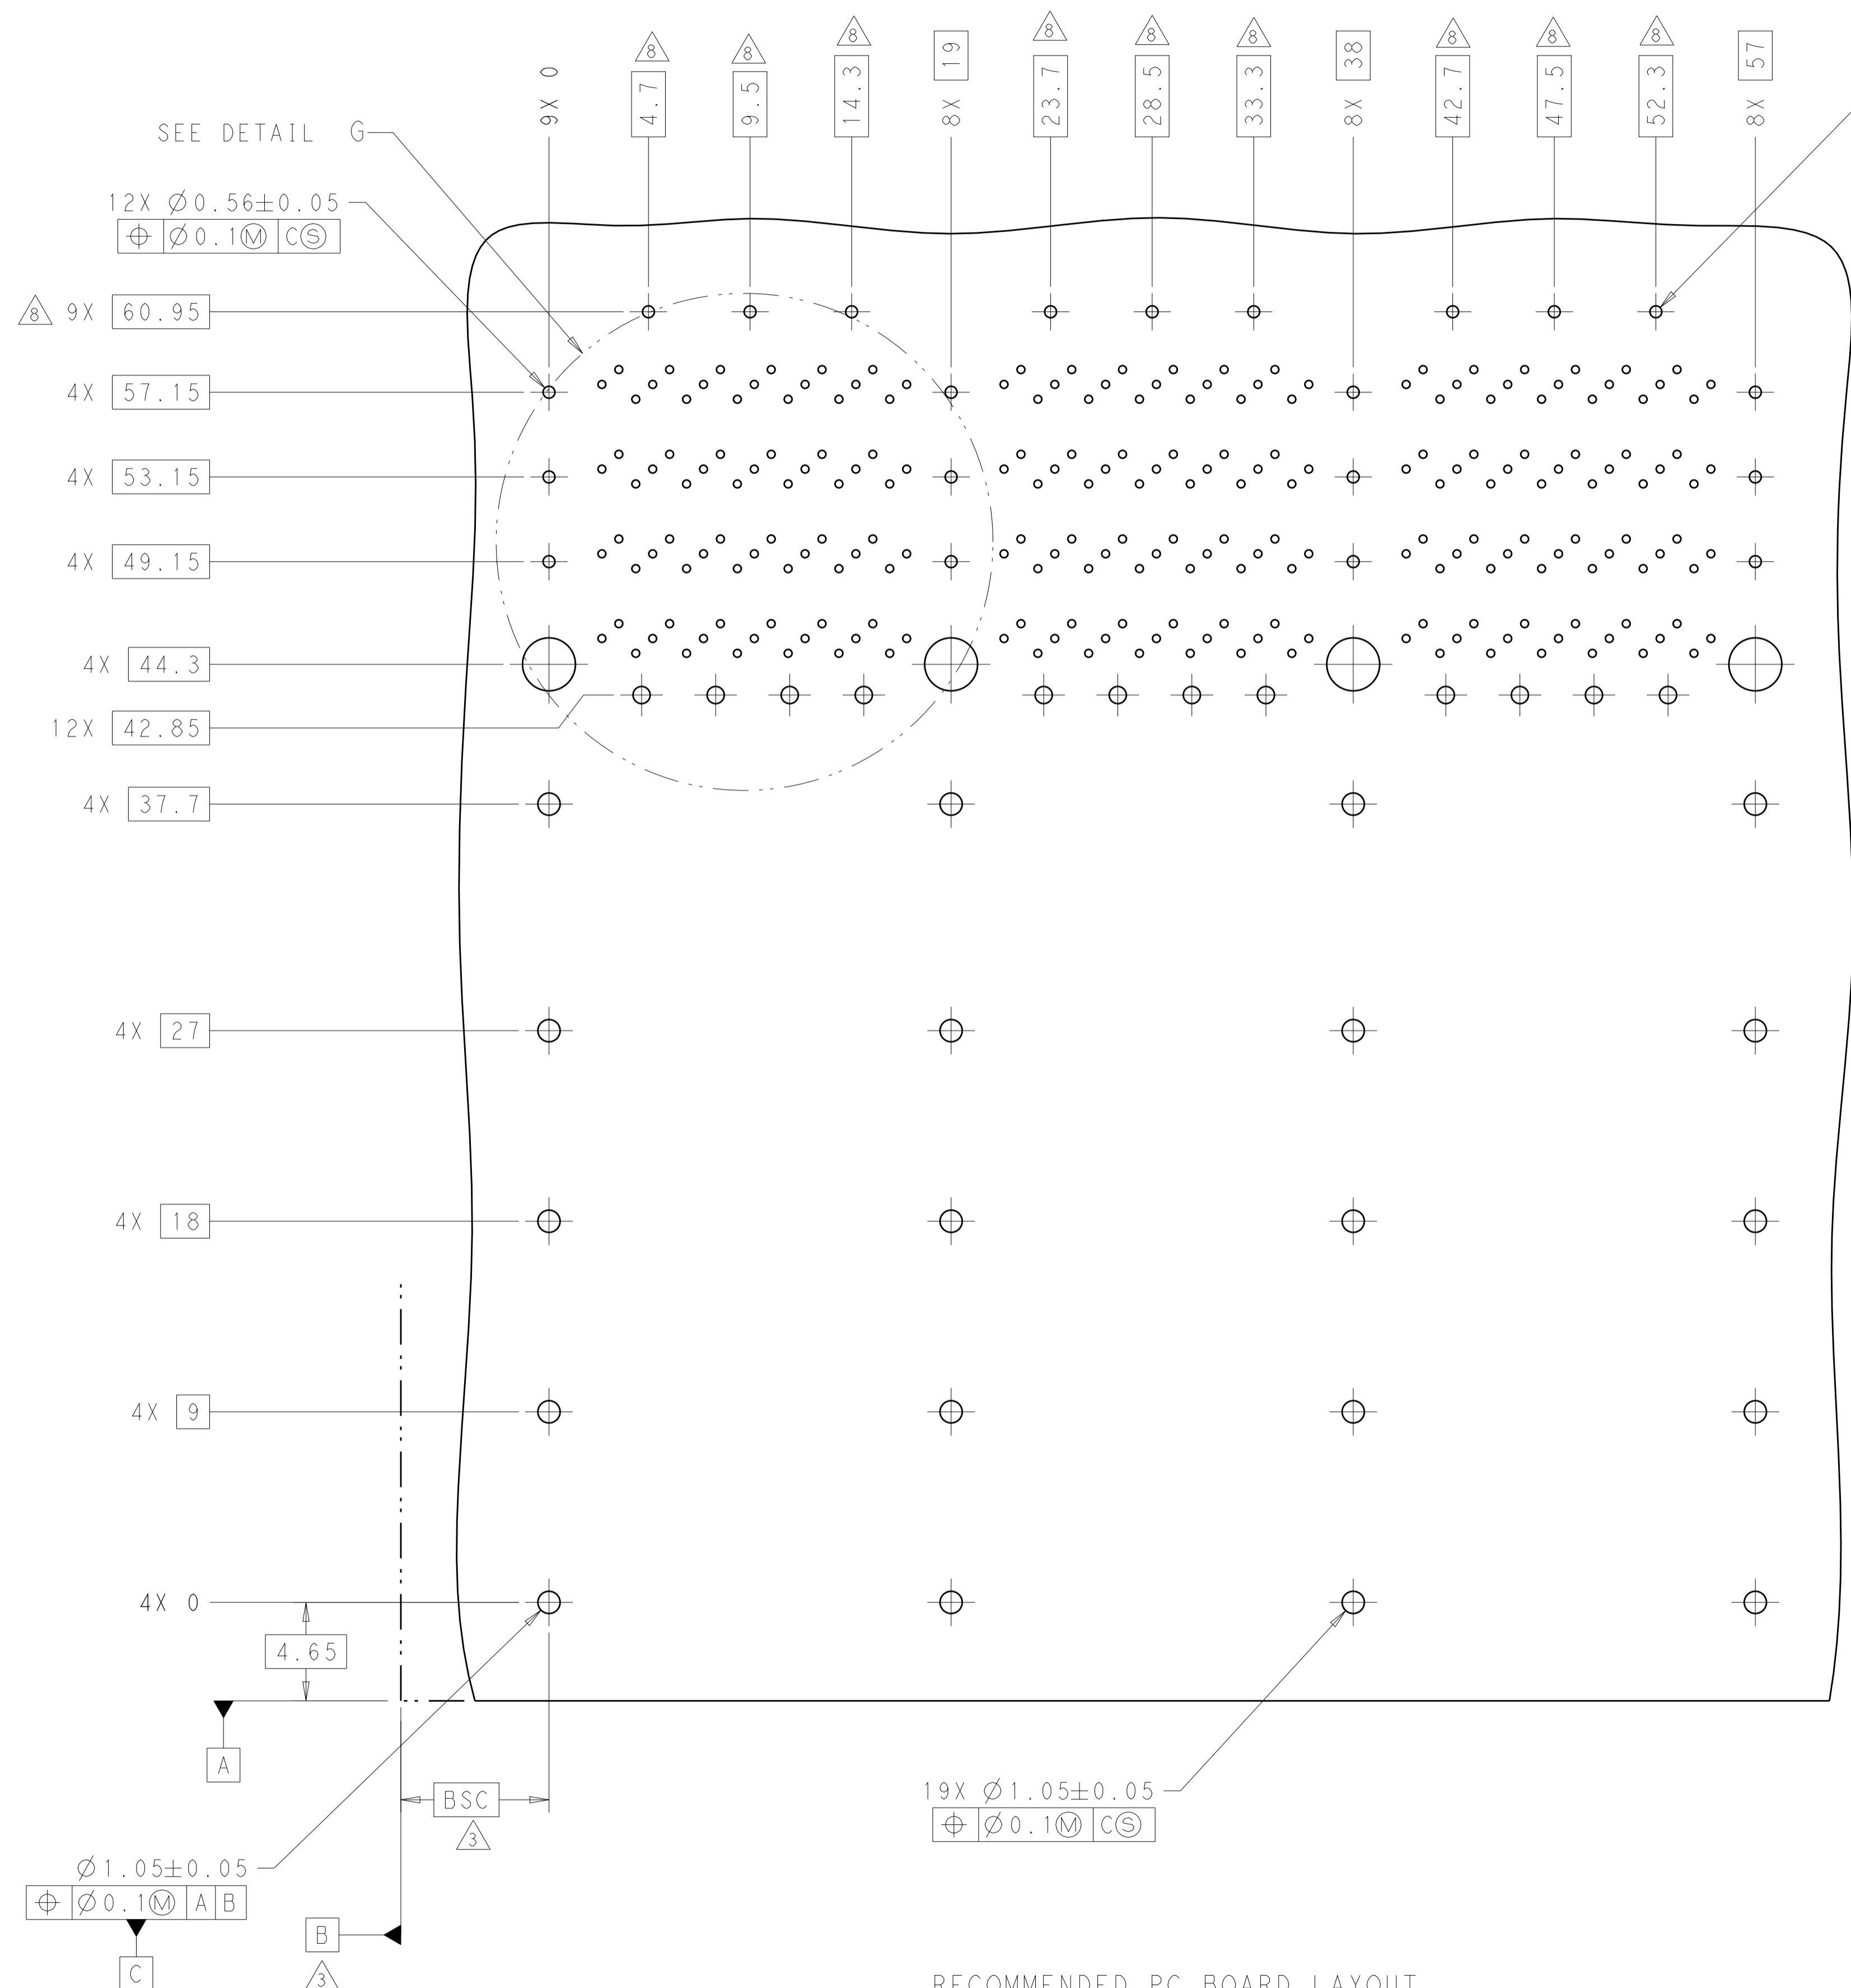 9X 0
4.7
8
9.5
8
14.3
8
8X 19
23.7
8
28.5
8
33.3
8
8X 38
42.7
8
47.5
8
52.3
8
8X 57
SEE DETAIL G
12X Ø0.56±0.05
⌖ Ø0.1Ⓜ CⓈ
8 9X 60.95
4X 57.15
4X 53.15
4X 49.15
4X 44.3
12X 42.85
4X 37.7
4X 27
4X 18
4X 9
4X 0
4.65
A
BSC
3
19X Ø1.05±0.05
⌖ Ø0.1Ⓜ CⓈ
Ø1.05±0.05
⌖ Ø0.1Ⓜ A B
C
B
3
RECOMMENDED PC BOARD LAYOUT